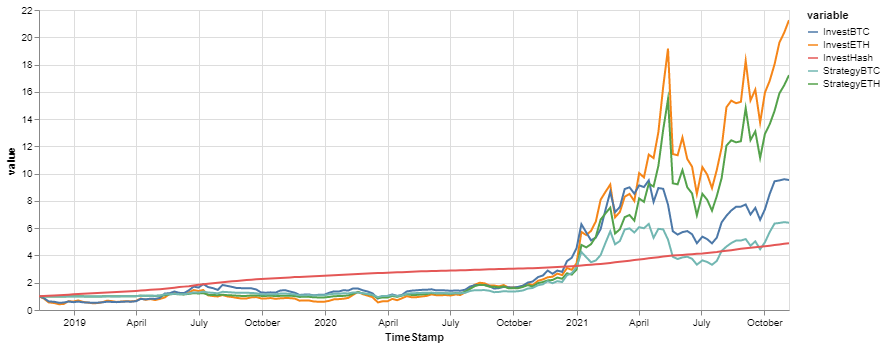 22
20
18
16
14
12
10
8
6
4
2
0
value
2019
April
July
October
2020
April
July
October
2021
April
July
October
TimeStamp
variable
InvestBTC
InvestETH
InvestHash
StrategyBTC
StrategyETH